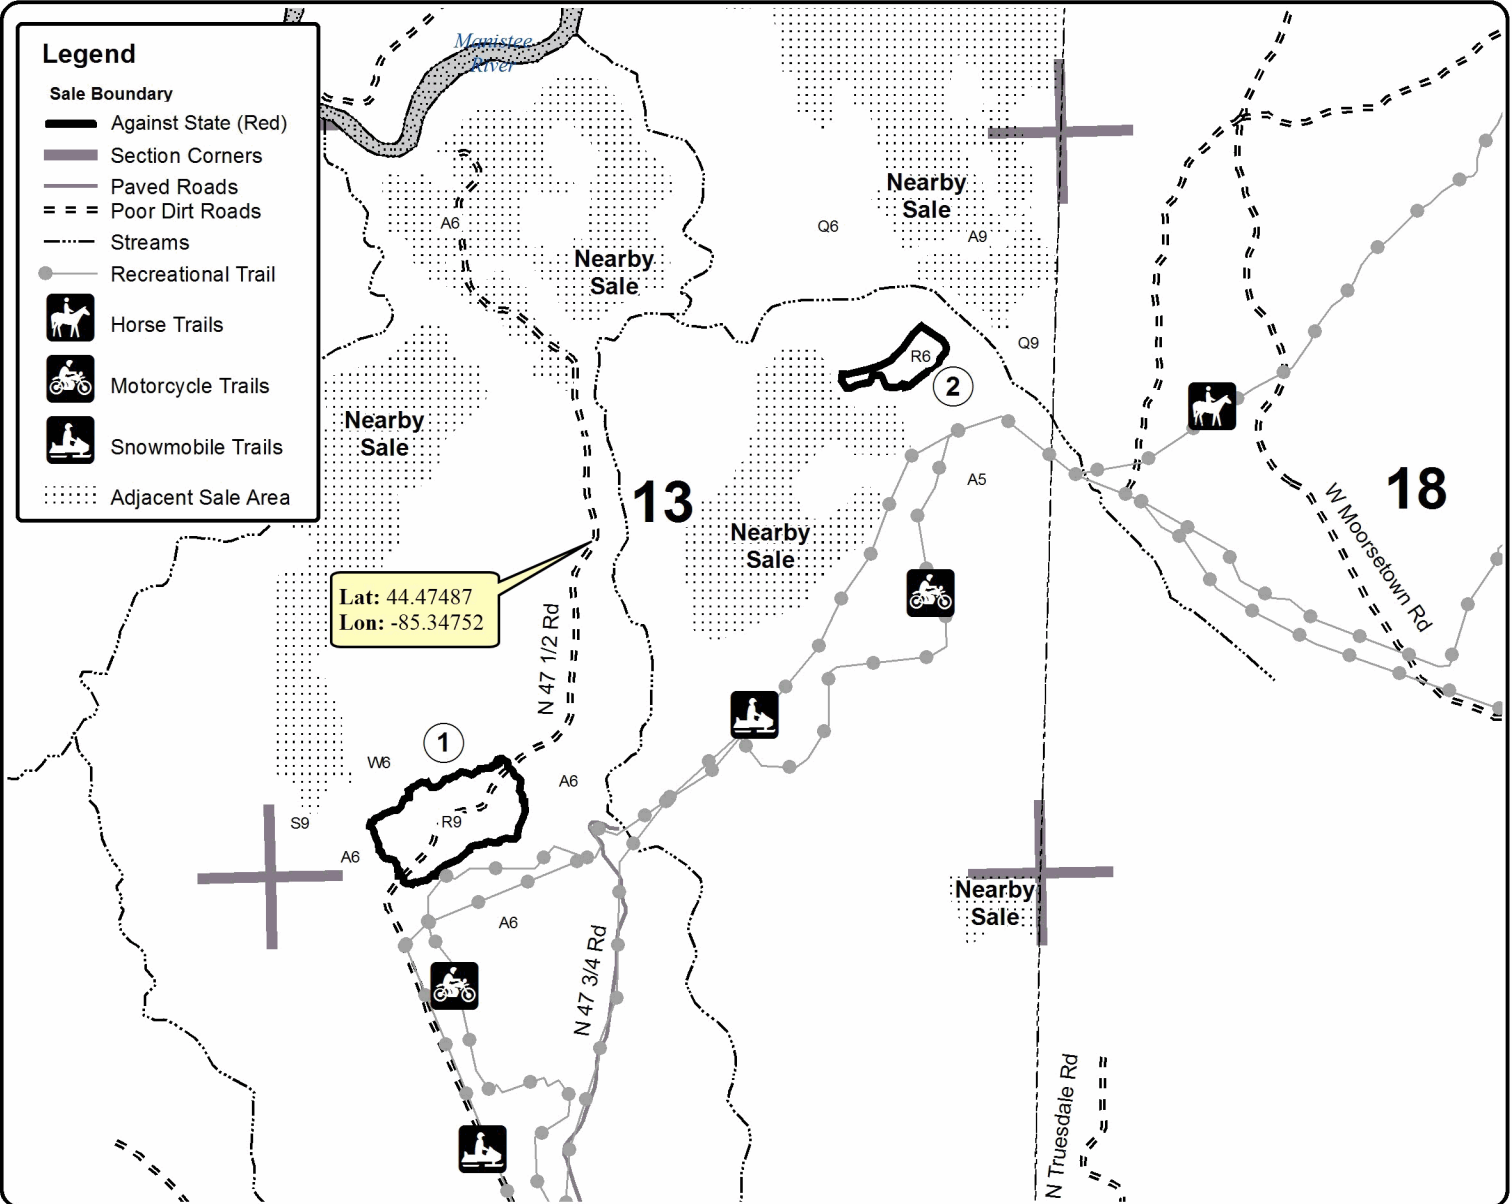 Legend
Sale Boundary
Against State (Red)
Section Corners
Paved Roads
Poor Dirt Roads
Streams
Recreational Trail
Horse Trails
Motorcycle Trails
Snowmobile Trails
Adjacent Sale Area
Manistee
River
A6
Nearby
Sale
Q6
Nearby
Sale
A9
Q9
R6
2
Nearby
Sale
13
A5
18
Nearby
Sale
W Moorsetown Rd
Lat: 44.47487
Lon: -85.34752
N 47 1/2 Rd
1
W6
A6
S9
R9
A6
A6
Nearby
Sale
N 47 3/4 Rd
N Truesdale Rd